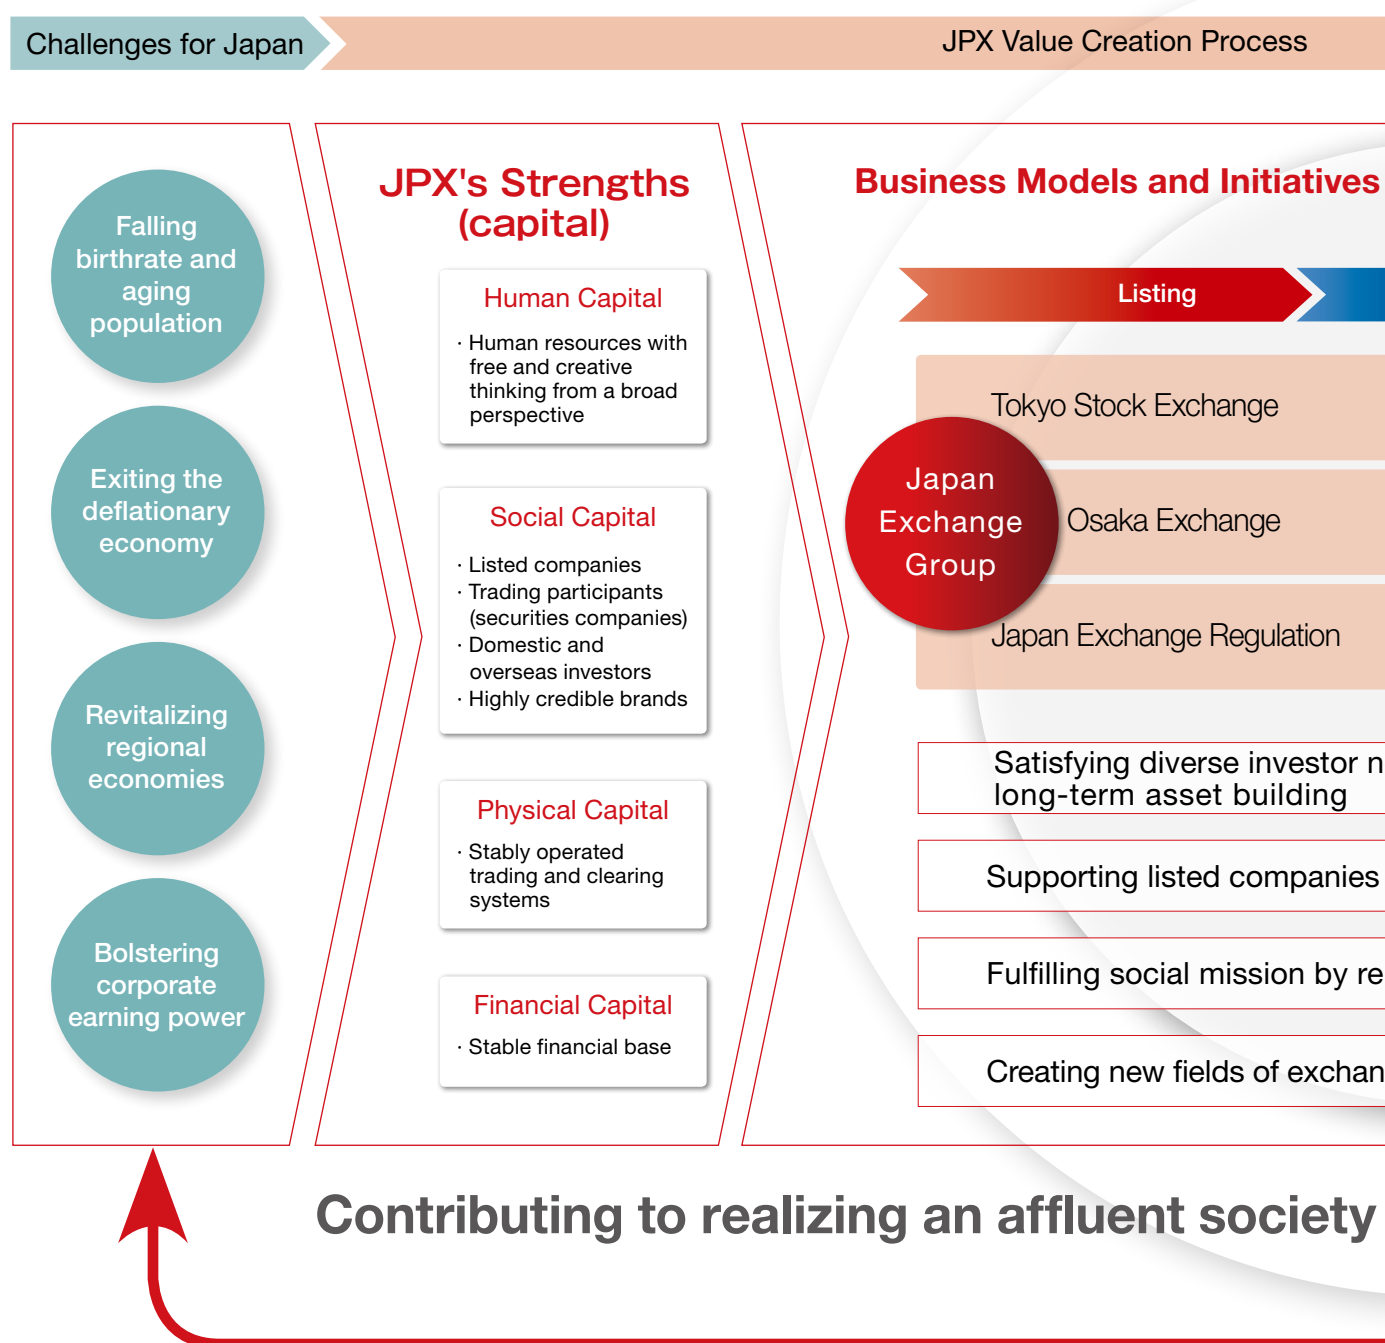 Challenges for Japan
JPX Value Creation Process
Falling
birthrate and
aging
population
Exiting the
deflationary
economy
Revitalizing
regional
economies
Bolstering
corporate
earning power
JPX's Strengths
(capital)
Human Capital
· Human resources with
free and creative
thinking from a broad
perspective
Social Capital
· Listed companies
· Trading participants
(securities companies)
· Domestic and
overseas investors
· Highly credible brands
Physical Capital
· Stably operated
trading and clearing
systems
Financial Capital
· Stable financial base
Business Models and Initiatives
Listing
Japan
Exchange
Group
Tokyo Stock Exchange
Osaka Exchange
Japan Exchange Regulation
Satisfying diverse investor n
long-term asset building
Supporting listed companies
Fulfilling social mission by re
Creating new fields of exchan
Contributing to realizing an affluent society